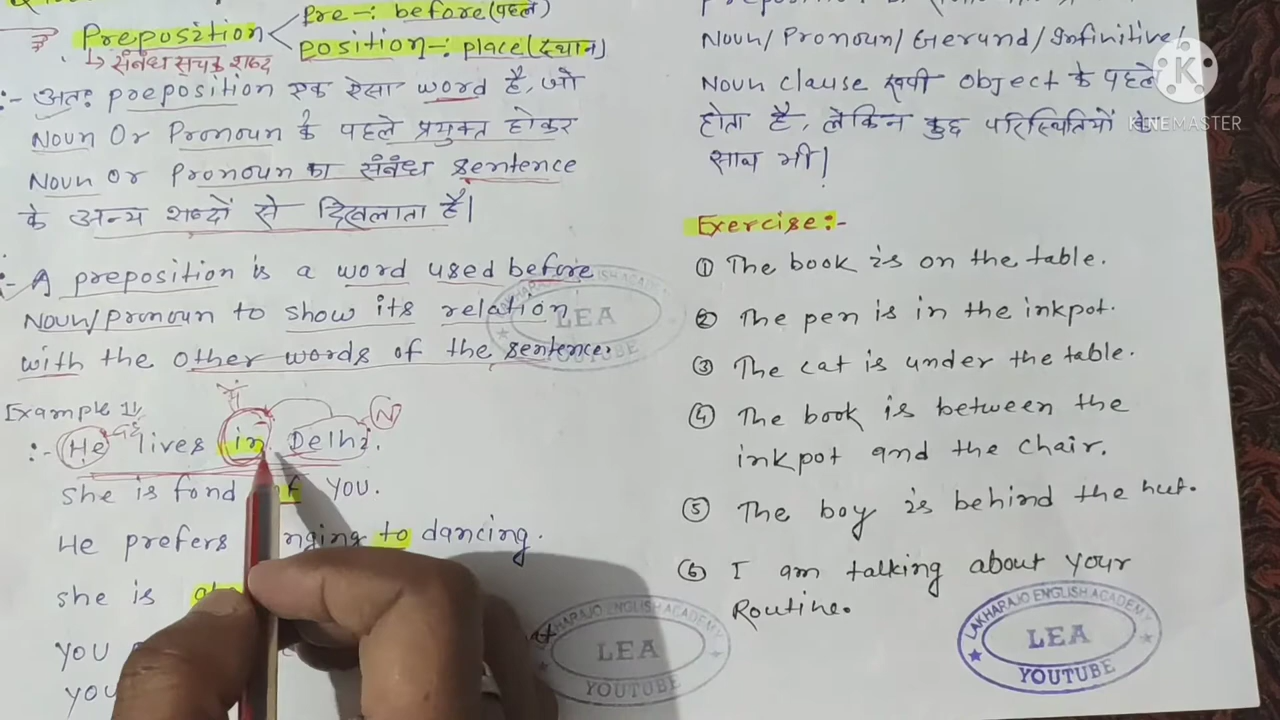 Preposition
Pre-: before (पहले)
position-: place (स्थान)
→ संबंध सूचक शब्द
:- अतः preposition एक ऐसा word है, जो
Noun Or Pronoun के पहले प्रयुक्त होकर
Noun or Pronoun का संबंध sentence
के अन्य शब्दों से दिखलाता है।
:- A preposition is a word used before
Noun/pronoun to show its relation
with the other words of the sentence.
Example 1
:- He lives in Delhi.
N
she is fond of you.
He prefers nging to dancing.
she is
you
you
Noun/Pronoun/Gerund/Infinitive/
Noun clause रूपी object के पहले
होता है, लेकिन कुछ परिस्थितियों के
साथ भी।
Exercise:-
① The book is on the table.
② The pen is in the inkpot.
③ The cat is under the table.
④ The book is between the
inkpot and the chair.
⑤ The boy is behind the hut.
⑥ I am talking about your
Routine.
LAKHARAJO ENGLISH ACADEMY
LEA
YOUTUBE
LEA
YOUTUBE
HARAJO ENGLISH ACADEMY
LEA
YOUTUBE
K
KINEMASTER